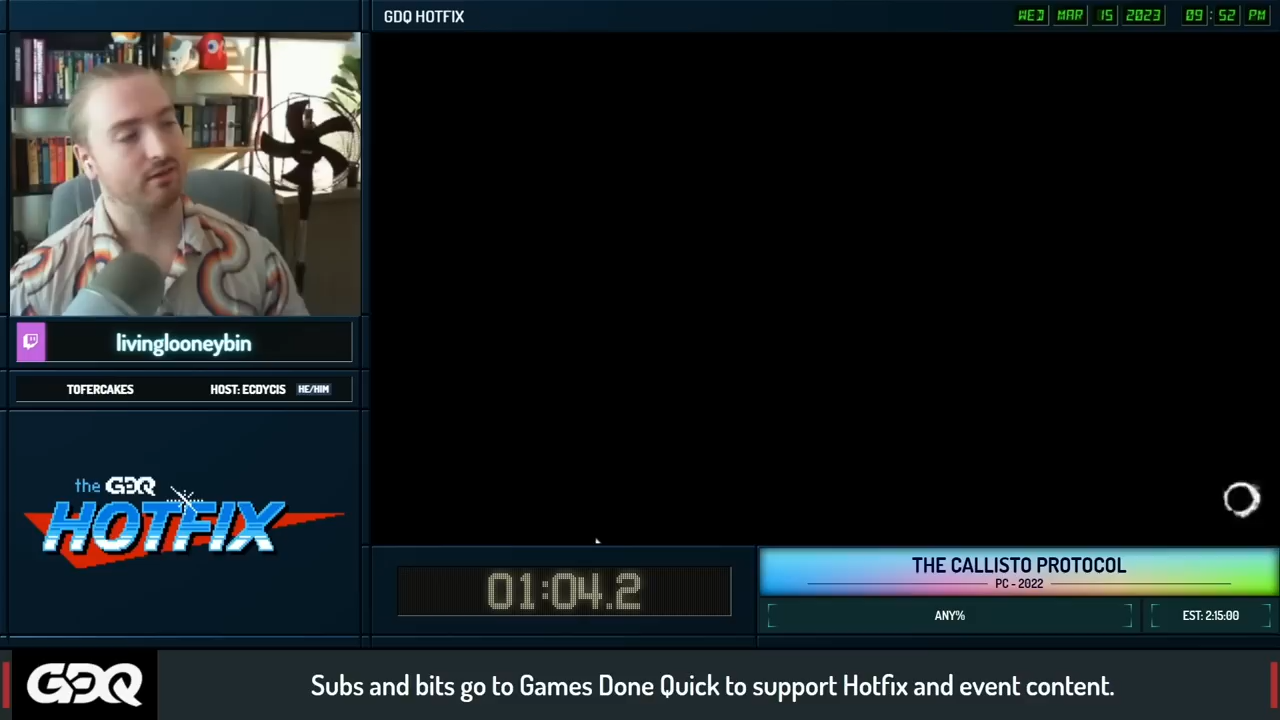 GDQ HOTFIX
WED MAR 15 2023 09:52 PM
livinglooneybin
TOFERCAKES HOST: ECDYCIS HE/HIM
the GDQ
HOTFIX
01:04.2
THE CALLISTO PROTOCOL
PC - 2022
ANY% EST: 2:15:00
GDQ Subs and bits go to Games Done Quick to support Hotfix and event content.